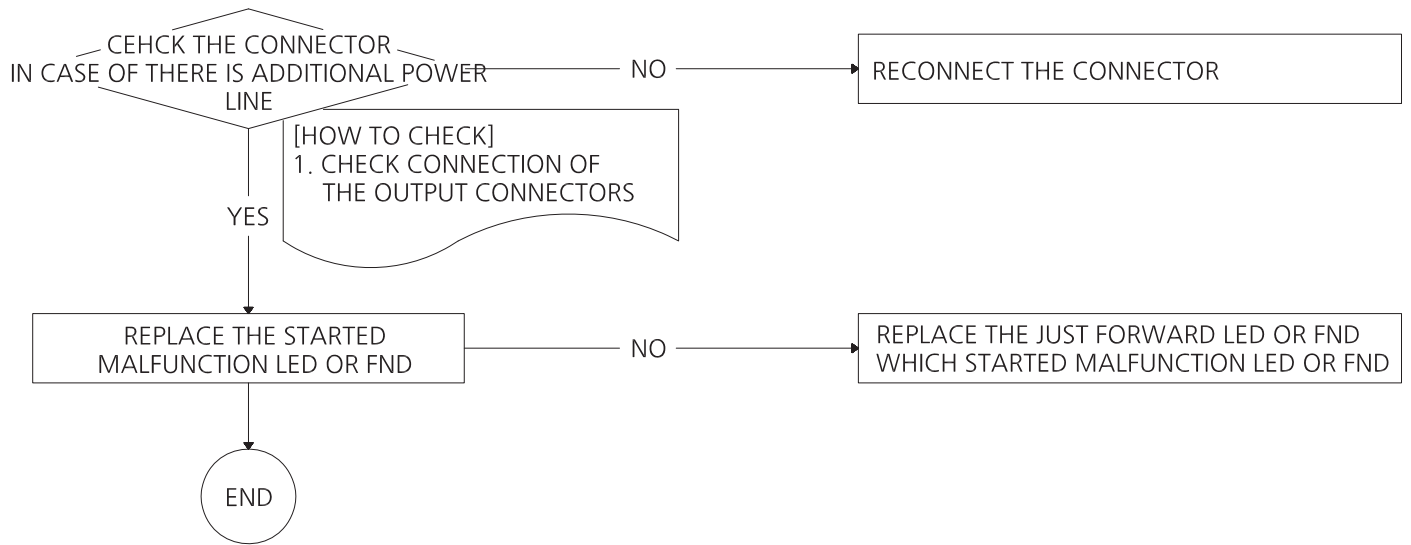 CEHCK THE CONNECTOR
IN CASE OF THERE IS ADDITIONAL POWER
LINE
NO
RECONNECT THE CONNECTOR
[HOW TO CHECK]
1. CHECK CONNECTION OF
THE OUTPUT CONNECTORS
YES
REPLACE THE STARTED
MALFUNCTION LED OR FND
NO
REPLACE THE JUST FORWARD LED OR FND
WHICH STARTED MALFUNCTION LED OR FND
END